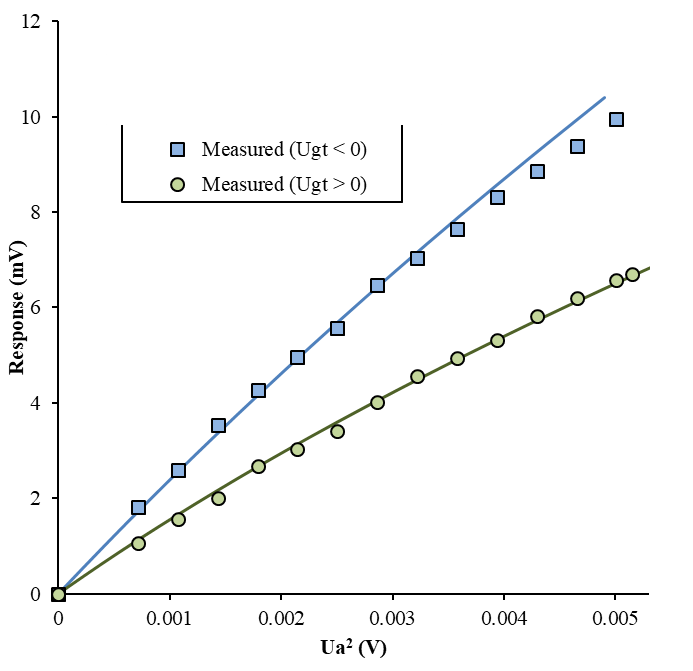 12
10
8
6
4
2
0
Response (mV)
Measured (Ugt < 0)
Measured (Ugt > 0)
0 0.001 0.002 0.003 0.004 0.005
Ua² (V)